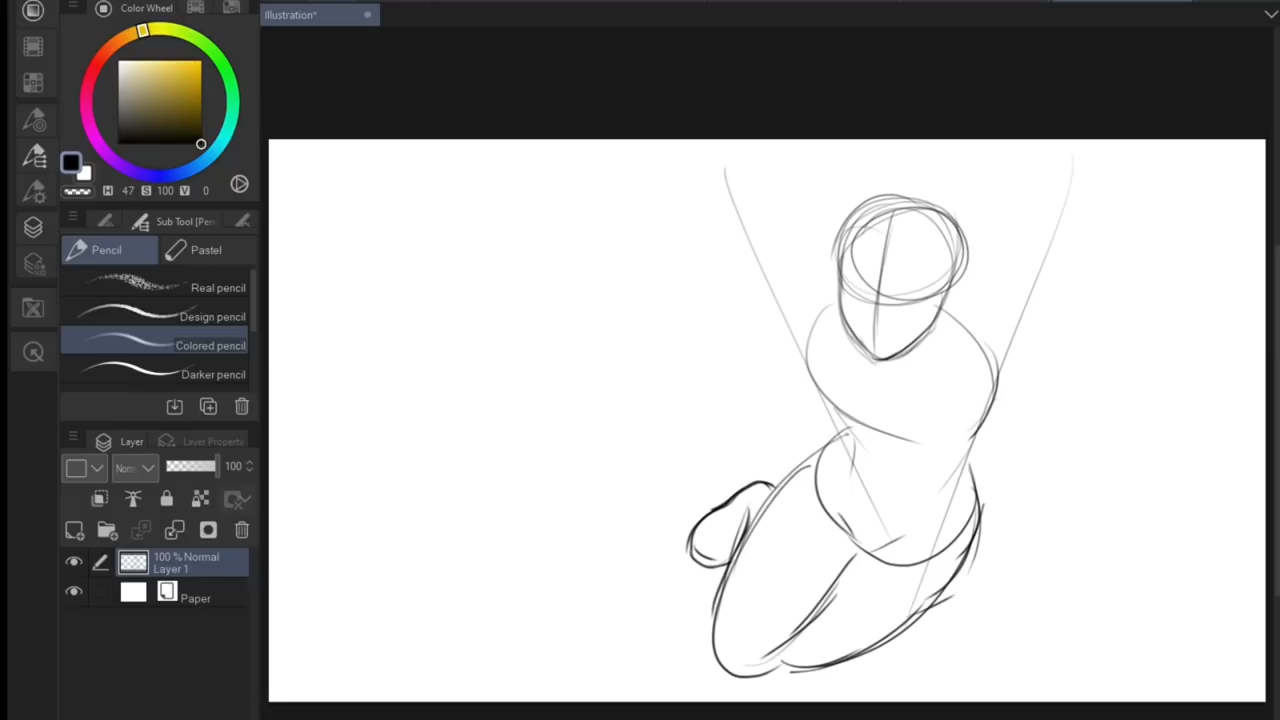 Color Wheel
Illustration*
H 47 S 100 V 0
Sub Tool [Pen
Pencil
Pastel
Real pencil
Design pencil
Colored pencil
Darker pencil
Layer
Layer Property
Norn
100
100 % Normal
Layer 1
Paper